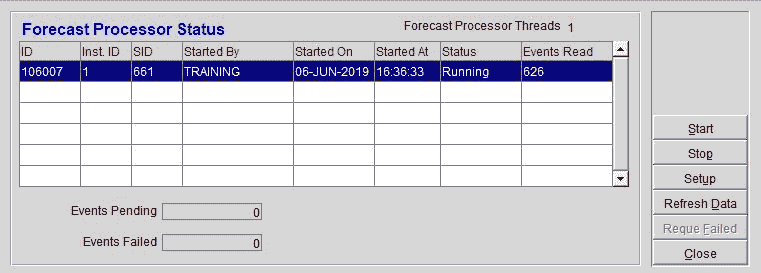 Forecast Processor Status
Forecast Processor Threads 1
ID Inst. ID SID Started By Started On Started At Status Events Read
106007 1 661 TRAINING 06-JUN-2019 16:36:33 Running 626
Events Pending 0
Events Failed 0
Start
Stop
Setup
Refresh Data
Reque Failed
Close